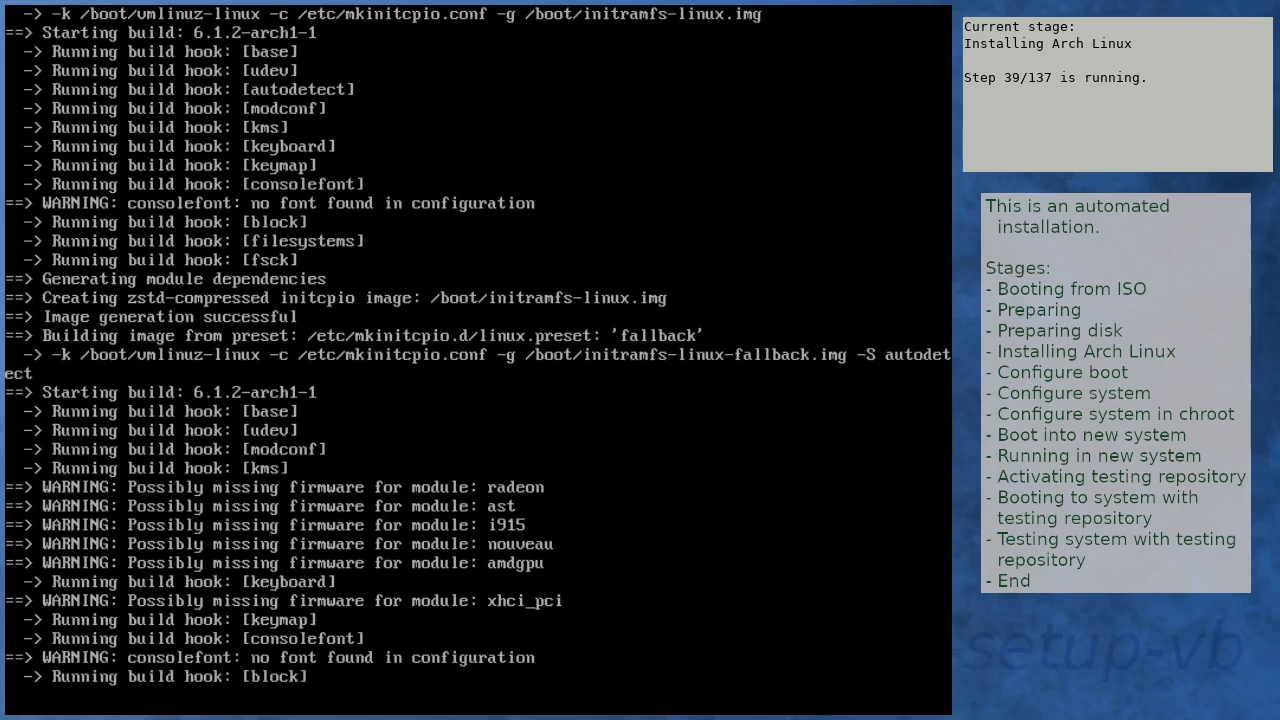 -> -k /boot/vmlinuz-linux -c /etc/mkinitcpio.conf -g /boot/initramfs-linux.img
==> Starting build: 6.1.2-arch1-1
-> Running build hook: [base]
-> Running build hook: [udev]
-> Running build hook: [autodetect]
-> Running build hook: [modconf]
-> Running build hook: [kms]
-> Running build hook: [keyboard]
-> Running build hook: [keymap]
-> Running build hook: [consolefont]
==> WARNING: consolefont: no font found in configuration
-> Running build hook: [block]
-> Running build hook: [filesystems]
-> Running build hook: [fsck]
==> Generating module dependencies
==> Creating zstd-compressed initcpio image: /boot/initramfs-linux.img
==> Image generation successful
==> Building image from preset: /etc/mkinitcpio.d/linux.preset: 'fallback'
-> -k /boot/vmlinuz-linux -c /etc/mkinitcpio.conf -g /boot/initramfs-linux-fallback.img -S autodet
ect
==> Starting build: 6.1.2-arch1-1
-> Running build hook: [base]
-> Running build hook: [udev]
-> Running build hook: [modconf]
-> Running build hook: [kms]
==> WARNING: Possibly missing firmware for module: radeon
==> WARNING: Possibly missing firmware for module: ast
==> WARNING: Possibly missing firmware for module: i915
==> WARNING: Possibly missing firmware for module: nouveau
==> WARNING: Possibly missing firmware for module: amdgpu
-> Running build hook: [keyboard]
==> WARNING: Possibly missing firmware for module: xhci_pci
-> Running build hook: [keymap]
-> Running build hook: [consolefont]
==> WARNING: consolefont: no font found in configuration
-> Running build hook: [block]
Current stage:
Installing Arch Linux
Step 39/137 is running.
This is an automated
installation.
Stages:
- Booting from ISO
- Preparing
- Preparing disk
- Installing Arch Linux
- Configure boot
- Configure system
- Configure system in chroot
- Boot into new system
- Running in new system
- Activating testing repository
- Booting to system with
testing repository
- Testing system with testing
repository
- End
-setup-vb